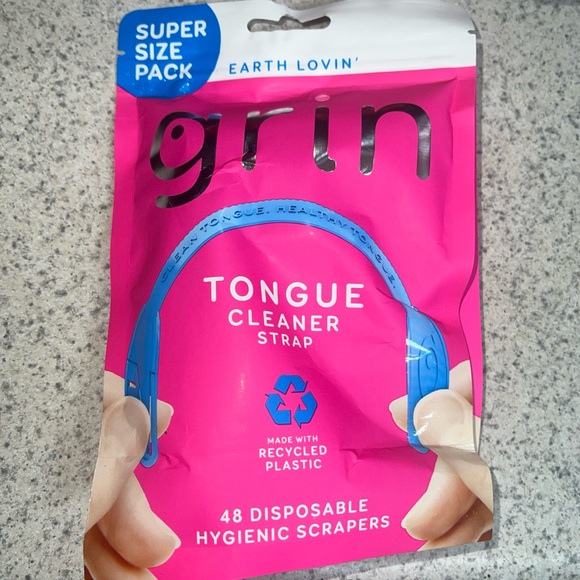 SUPER
SIZE
PACK
EARTH LOVIN'
grin
CLEAN TONGUE. HEALTHY TONGUE.
TONGUE
CLEANER
STRAP
MADE WITH
RECYCLED
PLASTIC
48 DISPOSABLE
HYGIENIC SCRAPERS